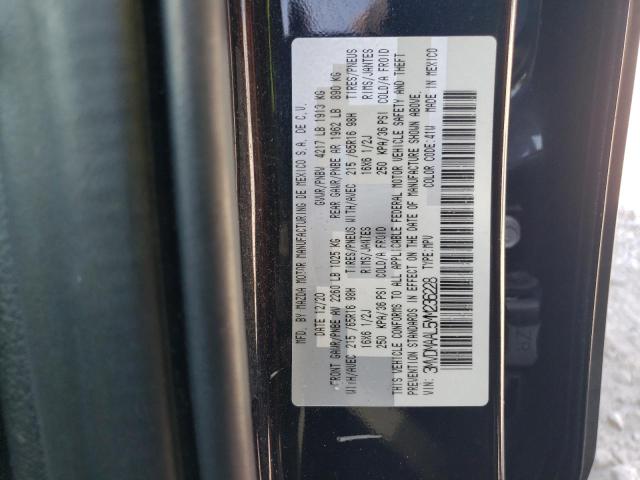 MFD. BY MAZDA MOTOR MANUFACTURING DE MEXICO S.A. DE C.V.
DATE 12/20 GVWR/PNBV 4217 LB 1913 KG
FRONT GAWR/PNBE AV 2260 LB 1025 KG REAR GAWR/PNBE AR 1962 LB 890 KG
WITH/AVEC 215 /65R16 98H TIRES/PNEUS WITH/AVEC 215 /65R16 98H TIRES/PNEUS
16X6 1/2J RIMS/JANTES 16X6 1/2J RIMS/JANTES
250 KPA/36 PSI COLD/A FROID 250 KPA/36 PSI COLD/A FROID
THIS VEHICLE CONFORMS TO ALL APPLICABLE FEDERAL MOTOR VEHICLE SAFETY AND THEFT
PREVENTION STANDARDS IN EFFECT ON THE DATE OF MANUFACTURE SHOWN ABOVE.
VIN: 3MVDMAAL5MM236228 TYPE:MPV COLOR CODE:41W MADE IN MEXICO